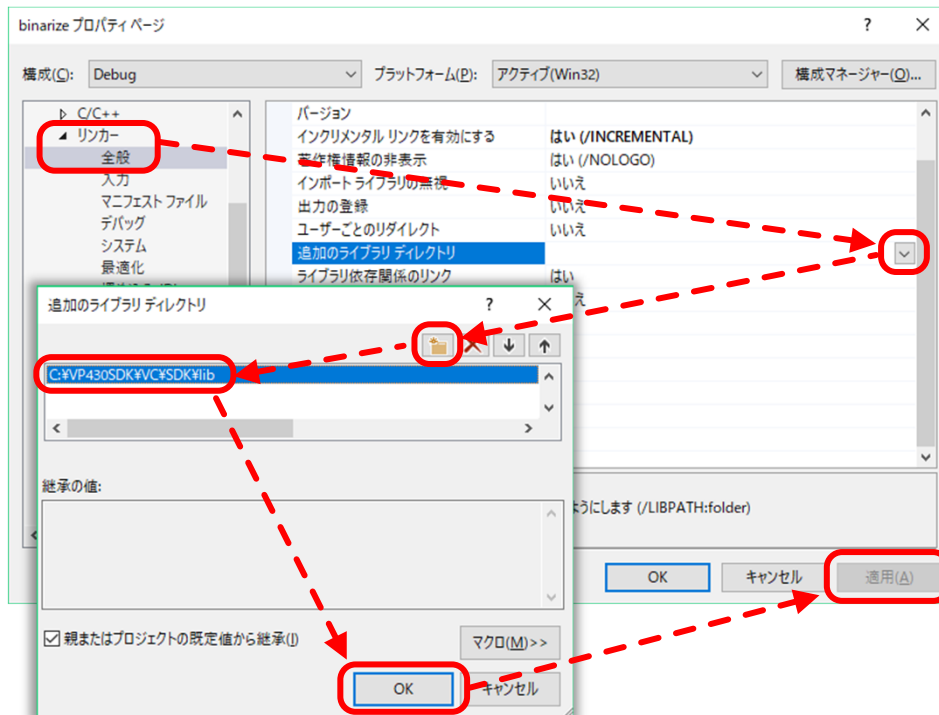 binarize プロパティ ページ
?
構成(C):
Debug
プラットフォーム(P):
アクティブ(Win32)
構成マネージャー(O)...
C/C++
リンカー
全般
入力
マニフェスト ファイル
デバッグ
システム
最適化
バージョン
インクリメンタル リンクを有効にする はい (/INCREMENTAL)
著作権情報の非表示 はい (/NOLOGO)
インポート ライブラリの無視 いいえ
出力の登録 いいえ
ユーザーごとのリダイレクト いいえ
追加のライブラリ ディレクトリ
ライブラリ依存関係のリンク はい
え
ようにします (/LIBPATH:folder)
OK
キャンセル
適用(A)
追加のライブラリ ディレクトリ
?
C:¥VP430SDK¥VC¥SDK¥lib
継承の値:
親またはプロジェクトの既定値から継承(I)
マクロ(M)>>
OK
キャンセル